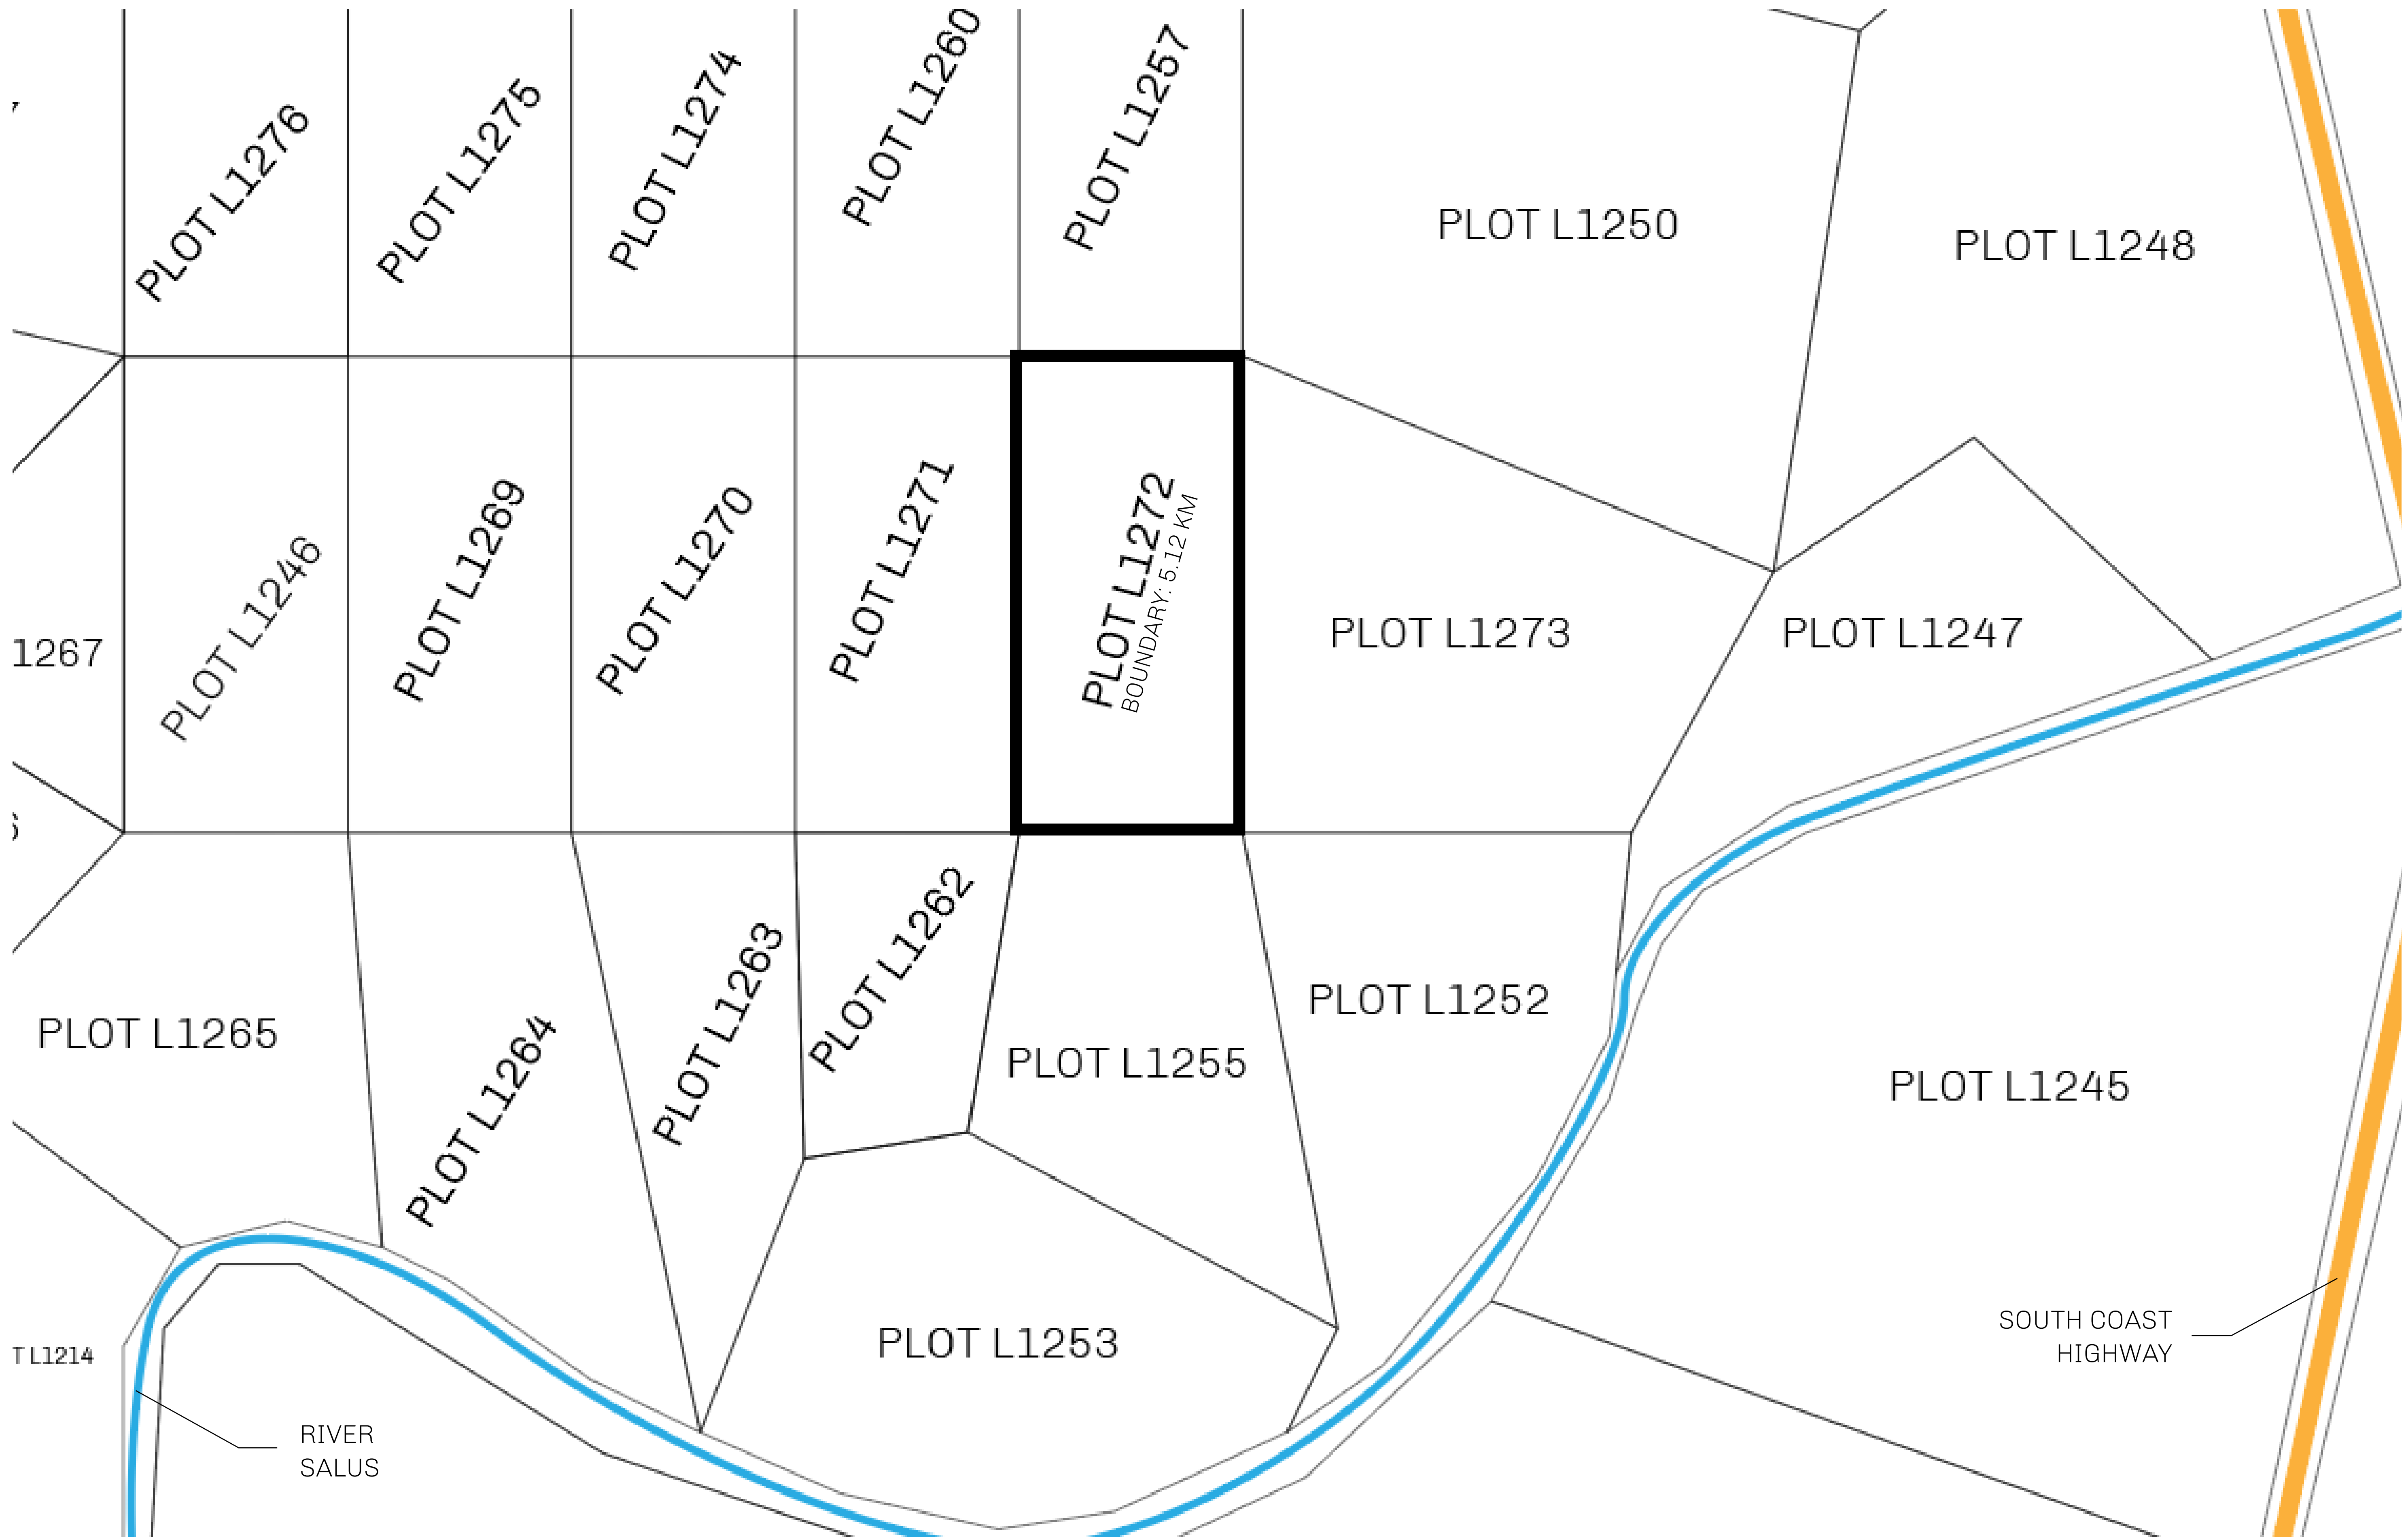 PLOT L1276
PLOT L1275
PLOT L1274
PLOT L1260
PLOT L1257
PLOT L1250
PLOT L1248
PLOT L1246
PLOT L1269
PLOT L1270
PLOT L1271
PLOT L1272
BOUNDARY: 5.12 KM
PLOT L1273
PLOT L1247
1267
PLOT L1265
PLOT L1264
PLOT L1263
PLOT L1262
PLOT L1255
PLOT L1252
PLOT L1245
PLOT L1253
T L1214
RIVER
SALUS
SOUTH COAST
HIGHWAY